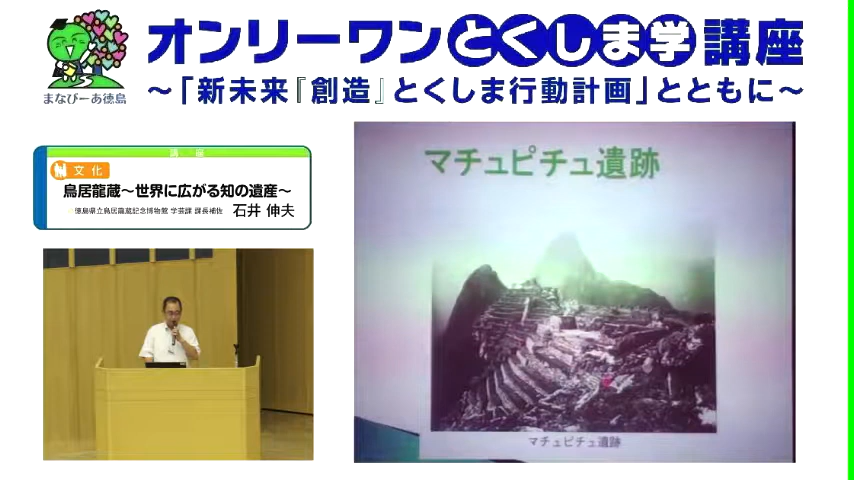 オンリーワンとくしま学講座
～「新未来『創造』とくしま行動計画」とともに～
まなびーあ徳島
講 座
文化
鳥居龍蔵～世界に広がる知の遺産～
徳島県立鳥居龍蔵記念博物館 学芸課 課長補佐 石井 伸夫
マチュピチュ遺跡
マチュピチュ遺跡